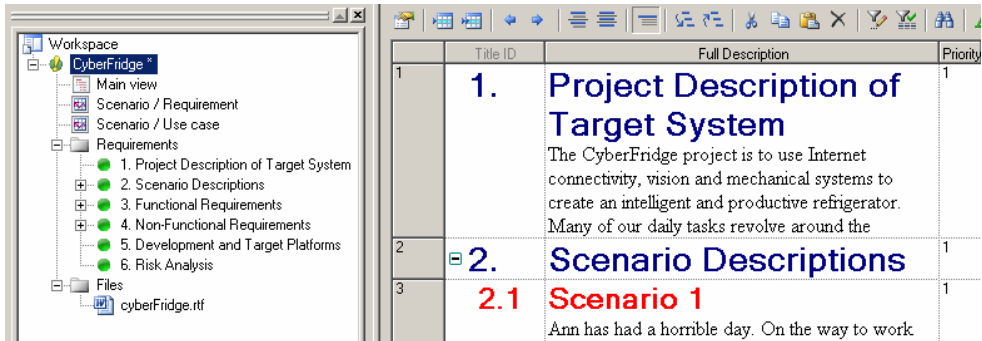 Workspace
CyberFridge *
Main view
Scenario / Requirement
Scenario / Use case
Requirements
1. Project Description of Target System
2. Scenario Descriptions
3. Functional Requirements
4. Non-Functional Requirements
5. Development and Target Platforms
6. Risk Analysis
Files
cyberFridge.rtf
Title ID Full Description Priority
1 1. Project Description of 1
Target System
The CyberFridge project is to use Internet
connectivity, vision and mechanical systems to
create an intelligent and productive refrigerator.
Many of our daily tasks revolve around the
2 2. Scenario Descriptions 1
3 2.1 Scenario 1 1
Ann has had a horrible day. On the way to work